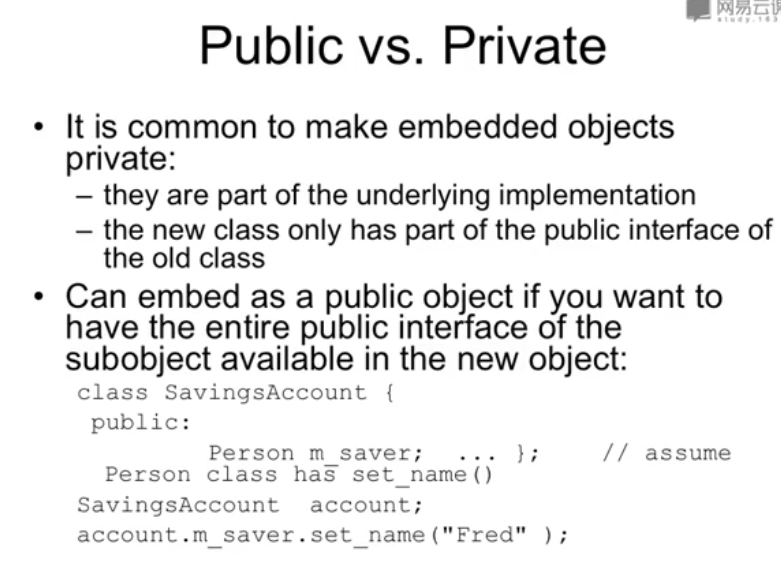 网易云课
study.163
Public vs. Private
• It is common to make embedded objects
private:
– they are part of the underlying implementation
– the new class only has part of the public interface of
the old class
• Can embed as a public object if you want to
have the entire public interface of the
subobject available in the new object:
class SavingsAccount {
public:
Person m_saver; ... }; // assume
Person class has set_name()
SavingsAccount account;
account.m_saver.set_name("Fred" );